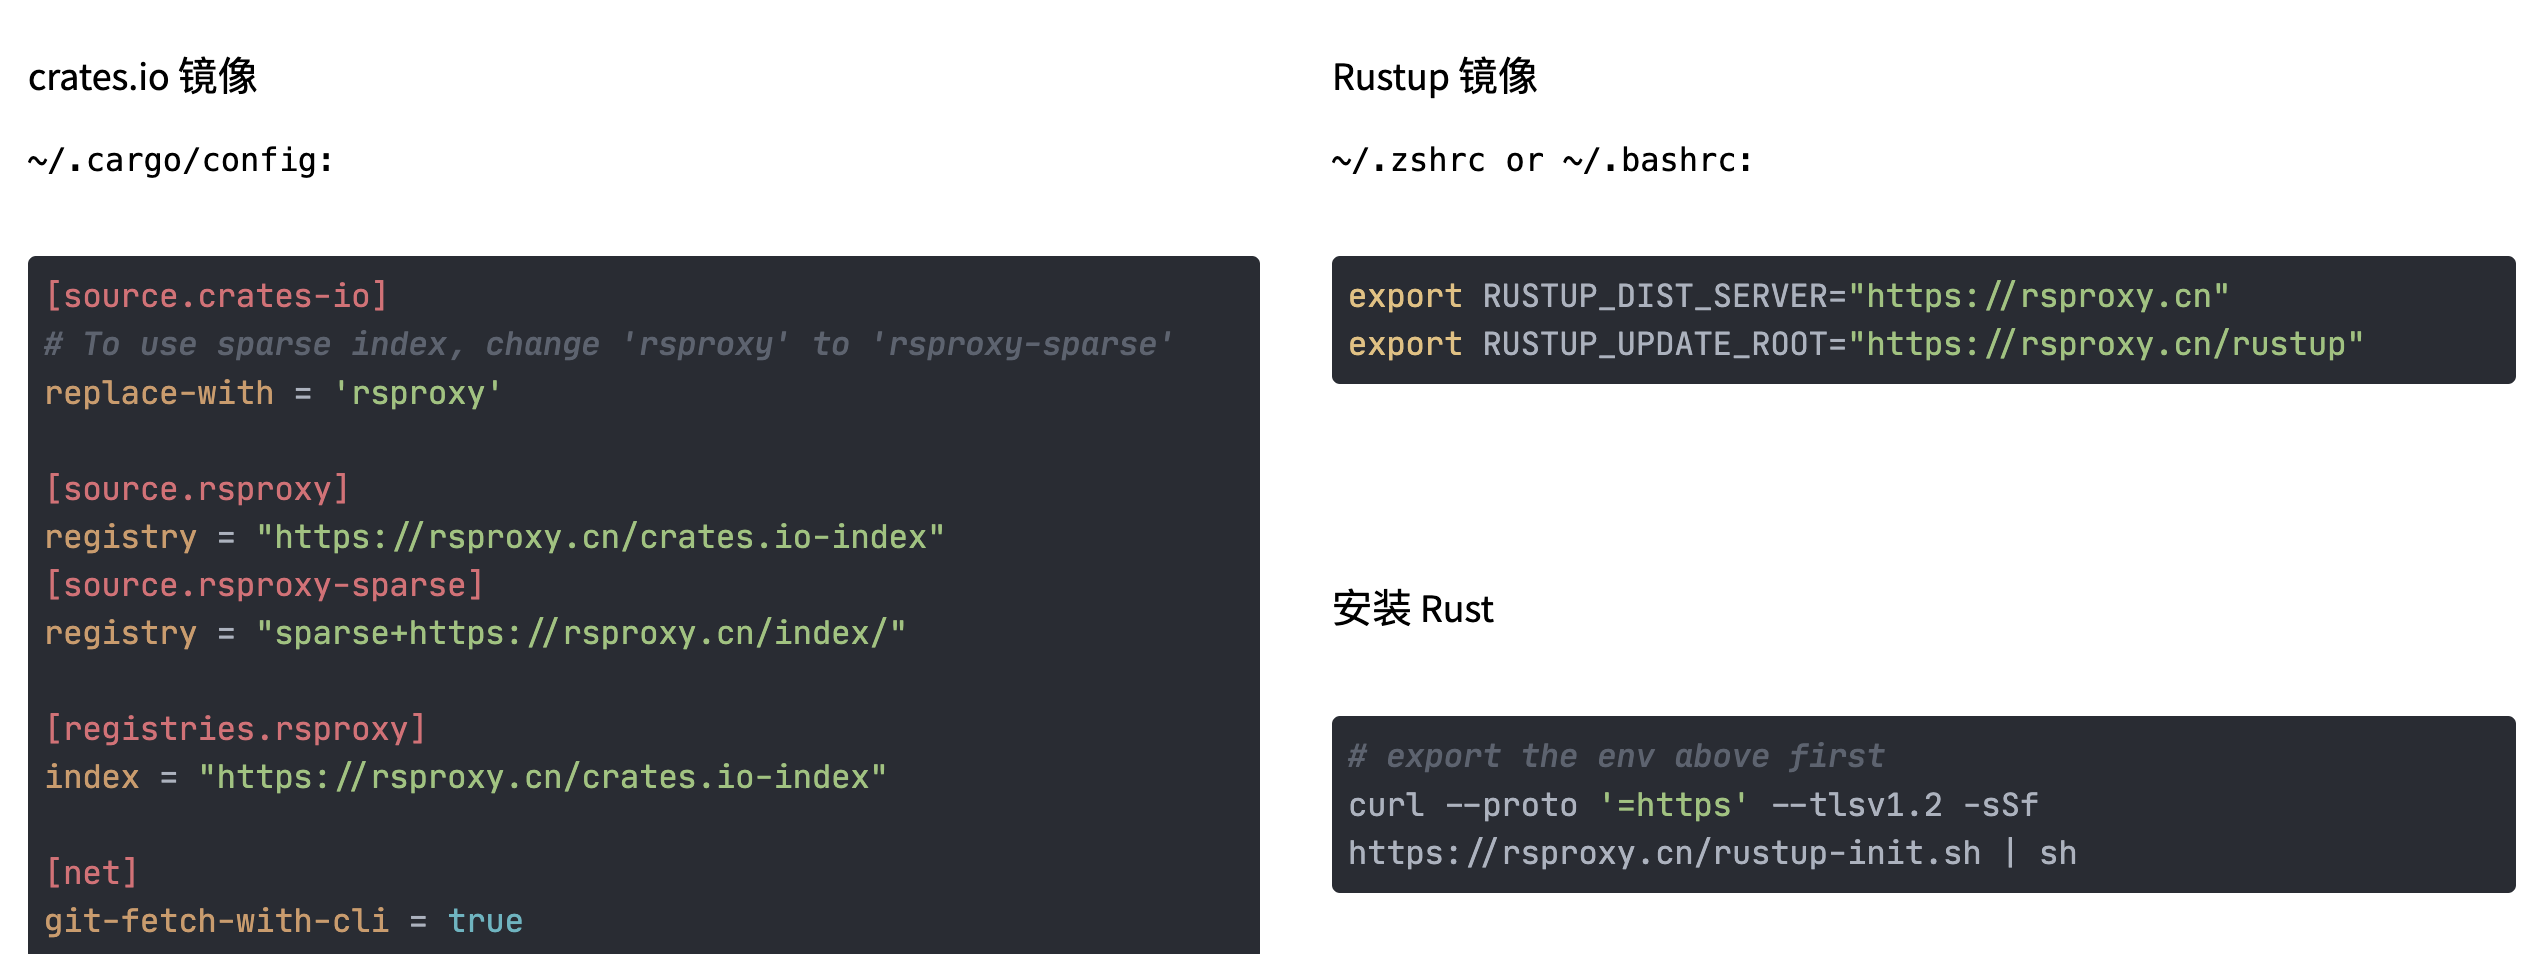 crates.io 镜像
~/.cargo/config:
[source.crates-io]
# To use sparse index, change 'rsproxy' to 'rsproxy-sparse'
replace-with = 'rsproxy'
[source.rsproxy]
registry = "https://rsproxy.cn/crates.io-index"
[source.rsproxy-sparse]
registry = "sparse+https://rsproxy.cn/index/"
[registries.rsproxy]
index = "https://rsproxy.cn/crates.io-index"
[net]
git-fetch-with-cli = true
Rustup 镜像
~/.zshrc or ~/.bashrc:
export RUSTUP_DIST_SERVER="https://rsproxy.cn"
export RUSTUP_UPDATE_ROOT="https://rsproxy.cn/rustup"
安装 Rust
# export the env above first
curl --proto '=https' --tlsv1.2 -sSf
https://rsproxy.cn/rustup-init.sh | sh